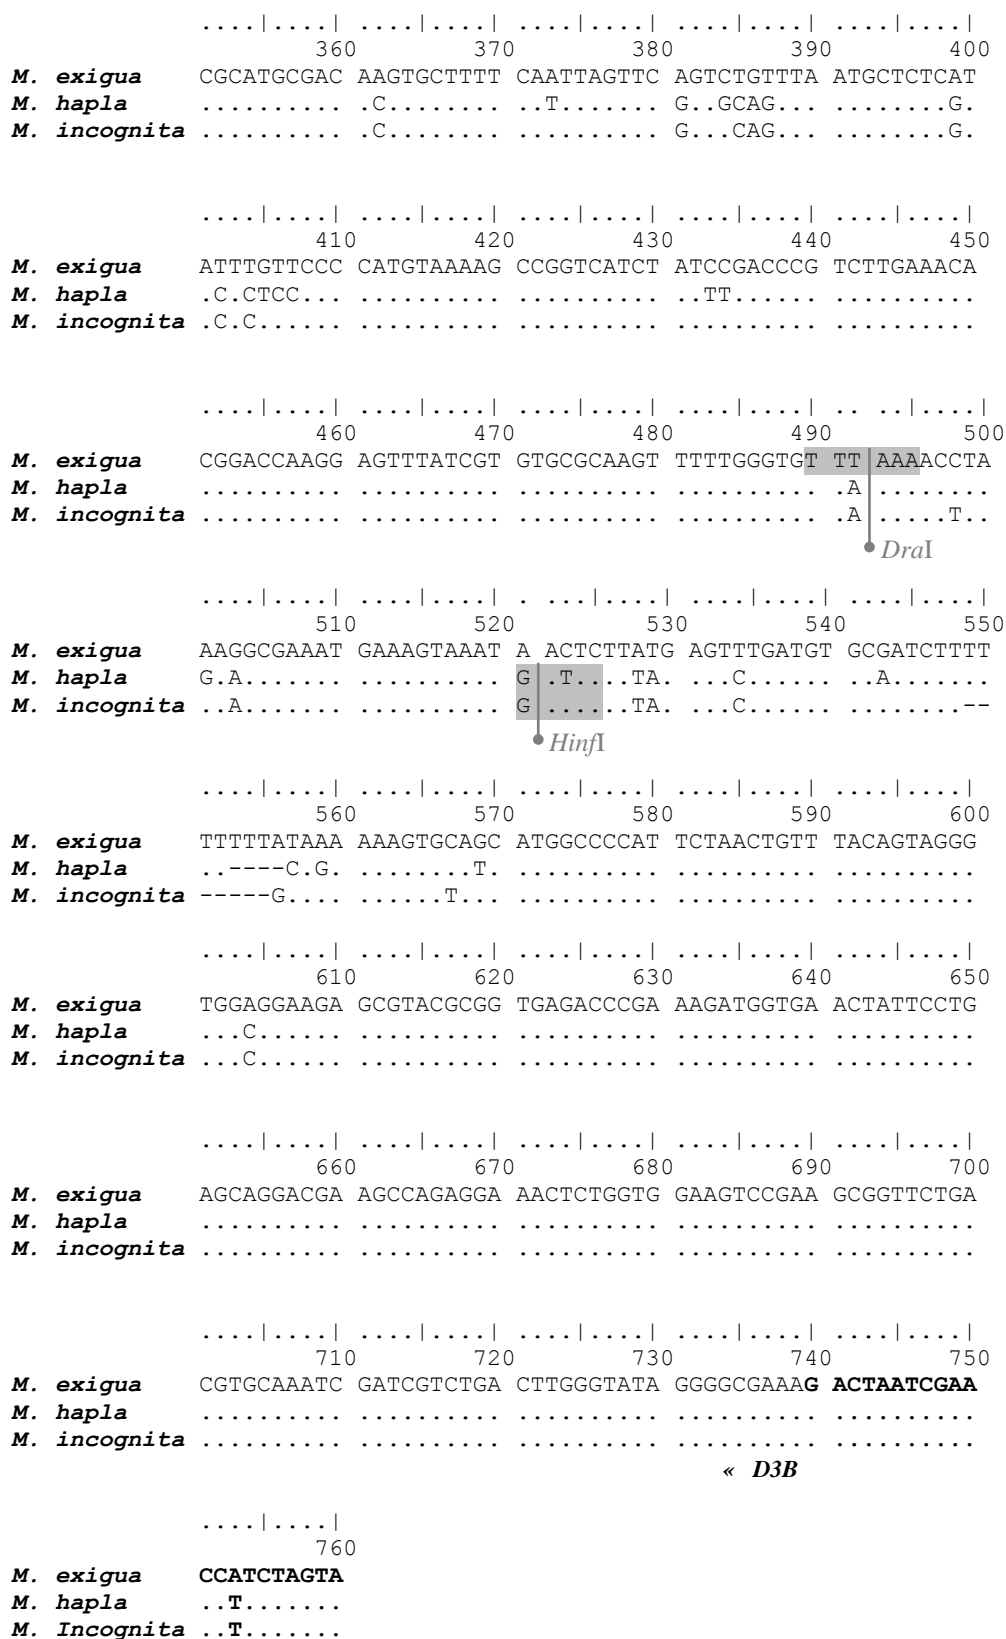 ....|....| ....|....| ....|....| ....|....| ....|....|
360 370 380 390 400
M. exigua CGCATGCGAC AAGTGCTTTT CAATTAGTTC AGTCTGTTTA ATGCTCTCAT
M. hapla .......... .C........ ..T....... G..GCAG... ........G.
M. incognita .......... .C........ .......... G...CAG... ........G.
....|....| ....|....| ....|....| ....|....| ....|....|
410 420 430 440 450
M. exigua ATTTGTTCCC CATGTAAAAG CCGGTCATCT ATCCGACCCG TCTTGAAACA
M. hapla .C.CTCC... .......... .......... ..TT...... ..........
M. incognita .C.C...... .......... .......... .......... ..........
....|....| ....|....| ....|....| ....|....| .... ..|....|
460 470 480 490 500
M. exigua CGGACCAAGG AGTTTATCGT GTGCGCAAGT TTTTGGGTGT TT AAAACCTA
M. hapla .......... .......... .......... .......... .A ........
M. incognita .......... .......... .......... .......... .A .....T..
DraI
....|....| ....|....| . ...|....| ....|....| ....|....|
510 520 530 540 550
M. exigua AAGGCGAAAT GAAAGTAAAT A ACTCTTATG AGTTTGATGT GCGATCTTTT
M. hapla G.A....... .......... G .T...TA. ...C...... ..A.......
M. incognita ..A....... .......... G ......TA. ...C...... ........--
HinfI
....|....| ....|....| ....|....| ....|....| ....|....|
560 570 580 590 600
M. exigua TTTTTATAAA AAAGTGCAGC ATGGCCCCAT TCTAACTGTT TACAGTAGGG
M. hapla ..----C.G. ........T. .......... .......... ..........
M. incognita -----G.... ......T... .......... .......... ..........
....|....| ....|....| ....|....| ....|....| ....|....|
610 620 630 640 650
M. exigua TGGAGGAAGA GCGTACGCGG TGAGACCCGA AAGATGGTGA ACTATTCCTG
M. hapla ...C...... .......... .......... .......... ..........
M. incognita ...C...... .......... .......... .......... ..........
....|....| ....|....| ....|....| ....|....| ....|....|
660 670 680 690 700
M. exigua AGCAGGACGA AGCCAGAGGA AACTCTGGTG GAAGTCCGAA GCGGTTCTGA
M. hapla .......... .......... .......... .......... ..........
M. incognita .......... .......... .......... .......... ..........
....|....| ....|....| ....|....| ....|....| ....|....|
710 720 730 740 750
M. exigua CGTGCAAATC GATCGTCTGA CTTGGGTATA GGGGCGAAAG ACTAATCGAA
M. hapla .......... .......... .......... .......... ..........
M. incognita .......... .......... .......... .......... ..........
« D3B
....|....|
760
M. exigua CCATCTAGTA
M. hapla ..T.......
M. Incognita ..T.......